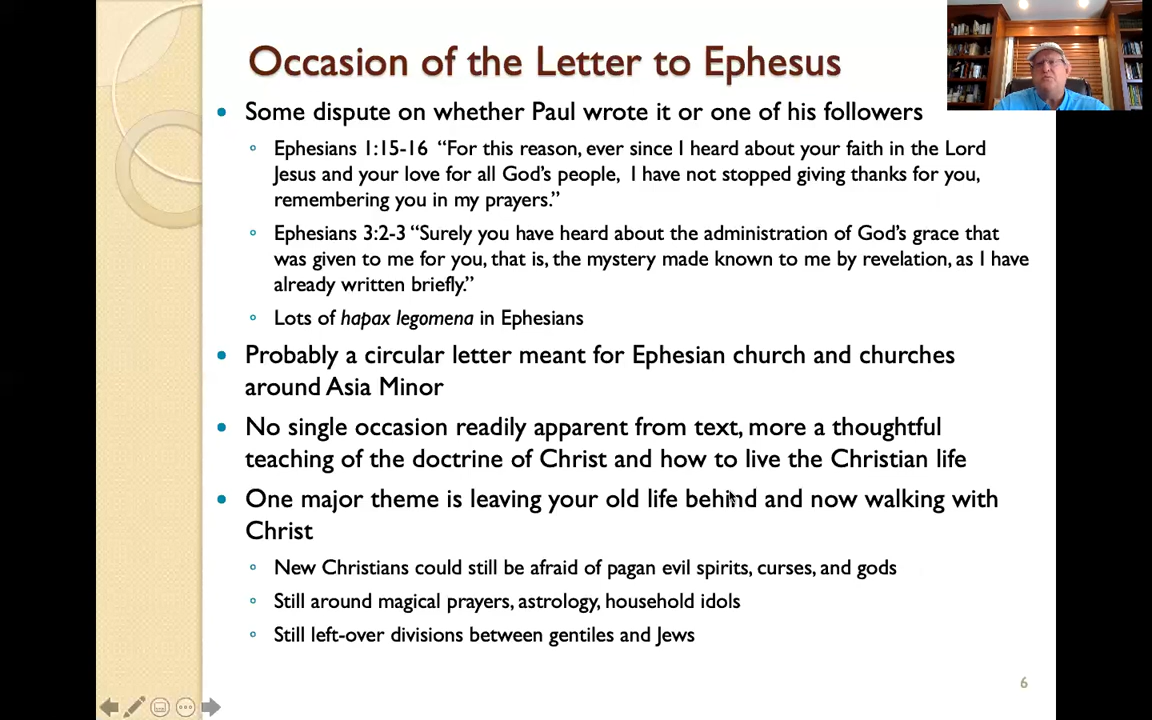 Occasion of the Letter to Ephesus
• Some dispute on whether Paul wrote it or one of his followers
◦ Ephesians 1:15-16 “For this reason, ever since I heard about your faith in the Lord
Jesus and your love for all God’s people, I have not stopped giving thanks for you,
remembering you in my prayers.”
◦ Ephesians 3:2-3 “Surely you have heard about the administration of God’s grace that
was given to me for you, that is, the mystery made known to me by revelation, as I have
already written briefly.”
◦ Lots of hapax legomena in Ephesians
• Probably a circular letter meant for Ephesian church and churches
around Asia Minor
• No single occasion readily apparent from text, more a thoughtful
teaching of the doctrine of Christ and how to live the Christian life
• One major theme is leaving your old life behind and now walking with
Christ
◦ New Christians could still be afraid of pagan evil spirits, curses, and gods
◦ Still around magical prayers, astrology, household idols
◦ Still left-over divisions between gentiles and Jews
6